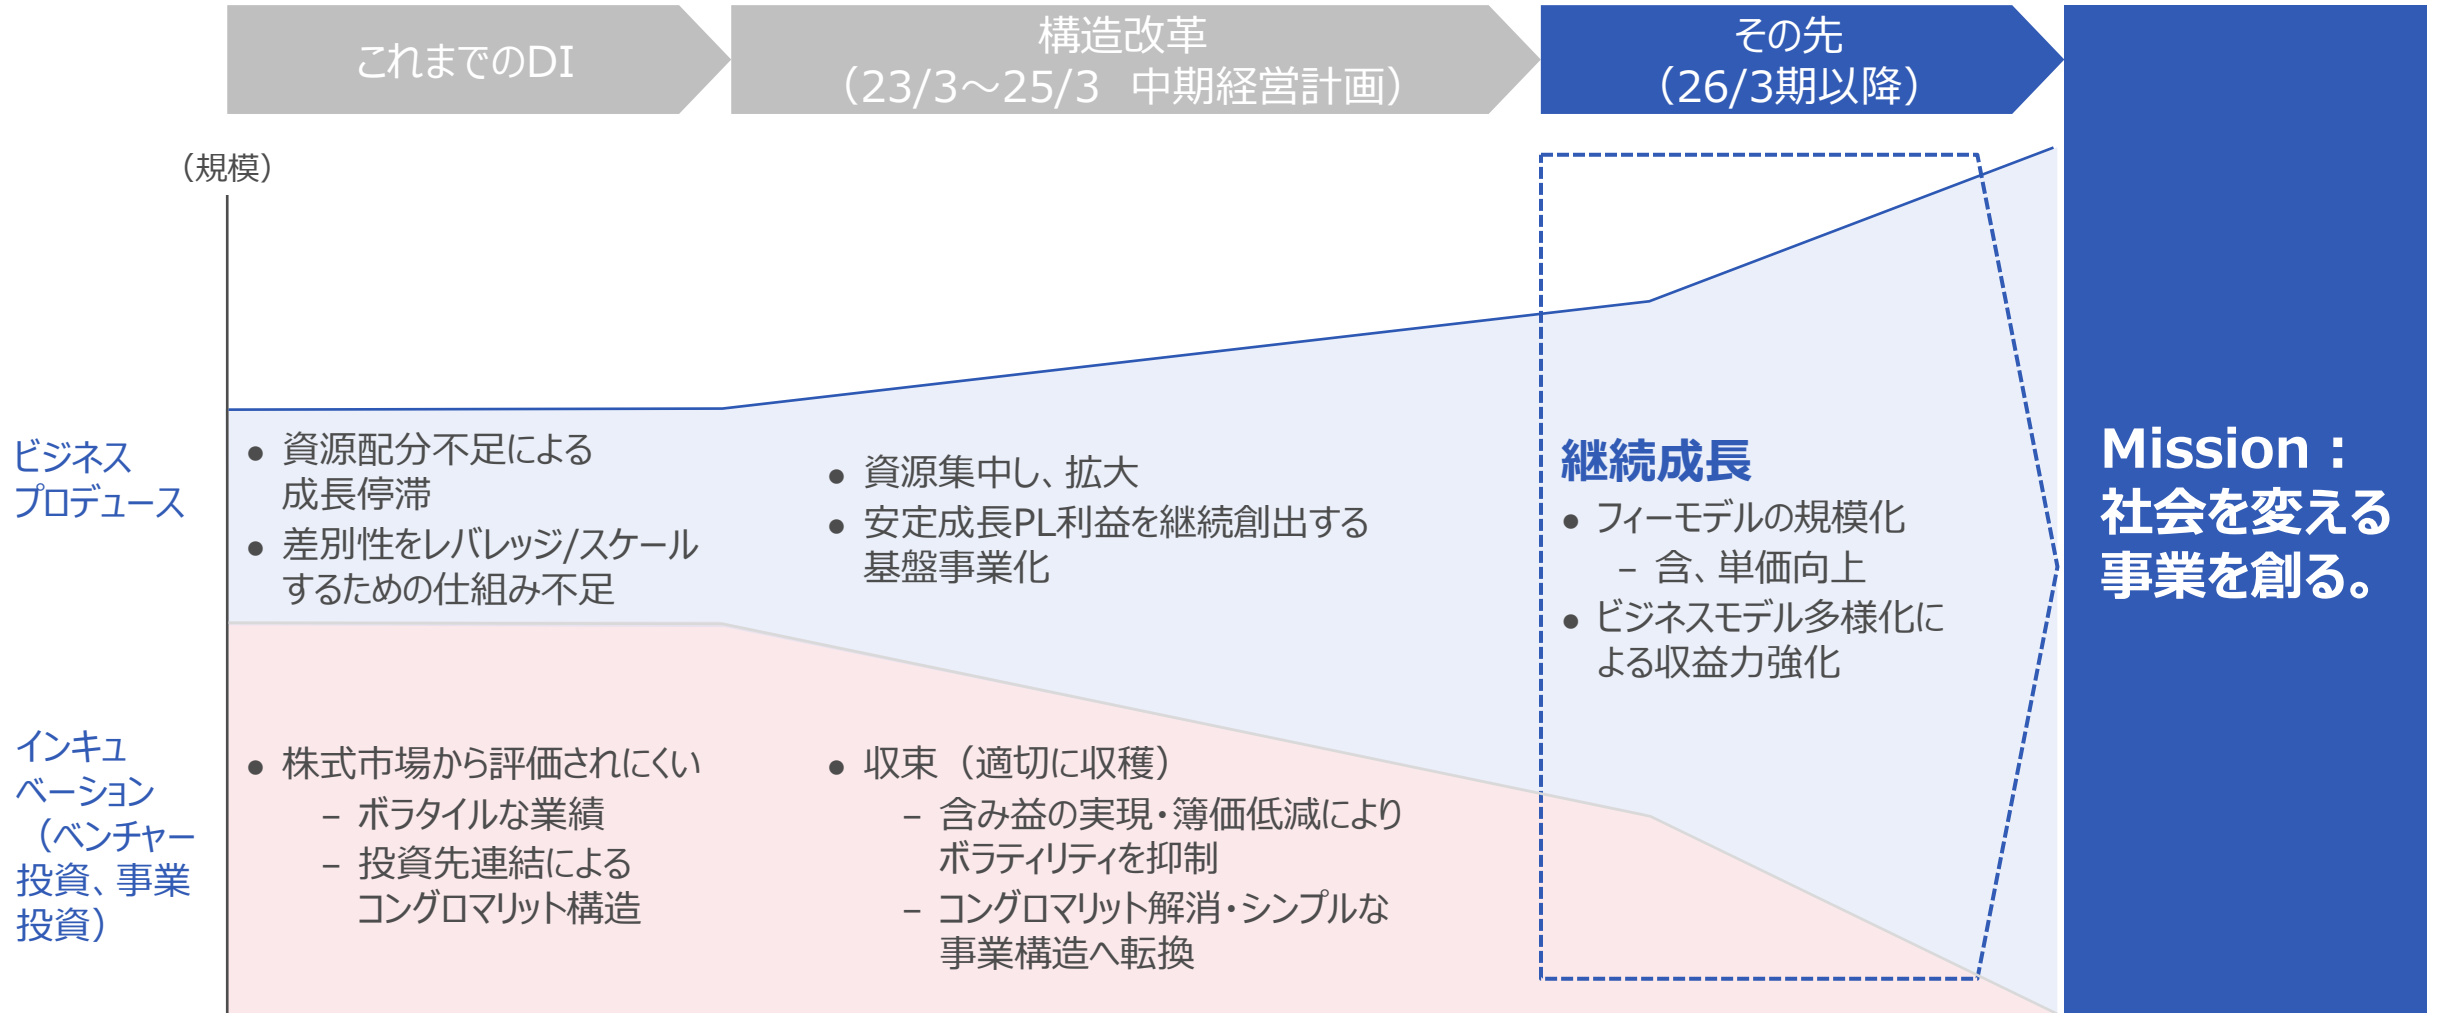 これまでのDI
構造改革
（23/3～25/3　中期経営計画）
その先
（26/3期以降）
（規模）
ビジネス
プロデュース
● 資源配分不足による
成長停滞
● 差別性をレバレッジ/スケール
するための仕組み不足
● 資源集中し、拡大
● 安定成長PL利益を継続創出する
基盤事業化
継続成長
● フィーモデルの規模化
– 含、単価向上
● ビジネスモデル多様化に
よる収益力強化
インキュ
ベーション
（ベンチャー
投資、事業
投資）
● 株式市場から評価されにくい
– ボラタイルな業績
– 投資先連結による
コングロマリット構造
● 収束（適切に収穫）
– 含み益の実現・簿価低減により
ボラティリティを抑制
– コングロマリット解消・シンプルな
事業構造へ転換
Mission：
社会を変える
事業を創る。